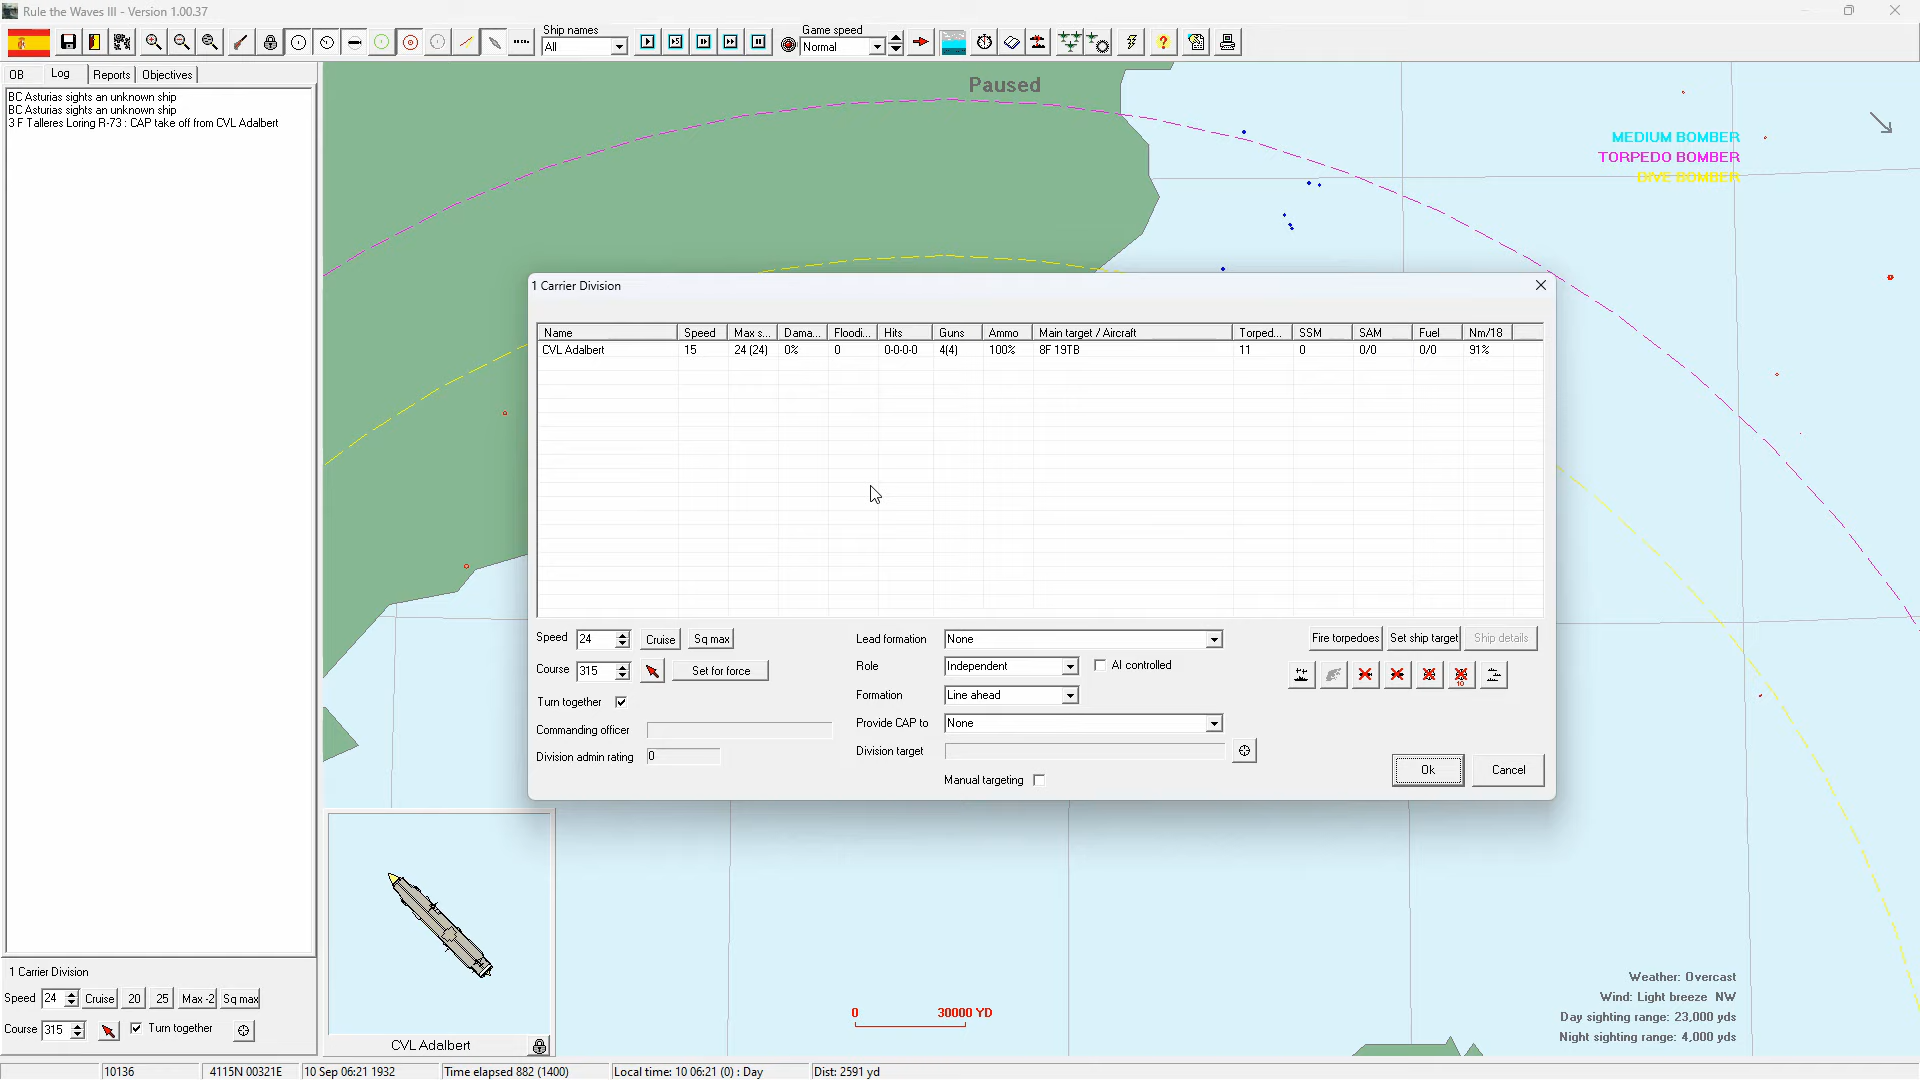 Rule the Waves III - Version 1.00.37
Ship names
All
Game speed
Normal
OB
Log
Reports
Objectives
BC Asturias sights an unknown ship
BC Asturias sights an unknown ship
3 F Talleres Loring R-73 : CAP take off from CVL Adalbert
Paused
MEDIUM BOMBER
TORPEDO BOMBER
DIVE BOMBER
1 Carrier Division
Name Speed Max s... Dama... Floodi... Hits Guns Ammo Main target / Aircraft Torped... SSM SAM Fuel Nm/18
CVL Adalbert 15 24 (24) 0% 0 0-0-0-0 4(4) 100% 8F 19TB 11 0 0/0 0/0 91%
Speed 24 Cruise Sq max
Course 315 Set for force
Turn together
Commanding officer
Division admin rating 0
Lead formation None
Role Independent AI controlled
Formation Line ahead
Provide CAP to None
Division target
Manual targeting
Fire torpedoes Set ship target Ship details
10
Ok Cancel
1 Carrier Division
Speed 24 Cruise 20 25 Max -2 Sq max
Course 315 Turn together
CVL Adalbert
0 30000 YD
Weather: Overcast
Wind: Light breeze NW
Day sighting range: 23,000 yds
Night sighting range: 4,000 yds
10136 4115N 00321E 10 Sep 06:21 1932 Time elapsed 882 (1400) Local time: 10 06:21 (0) : Day Dist: 2591 yd